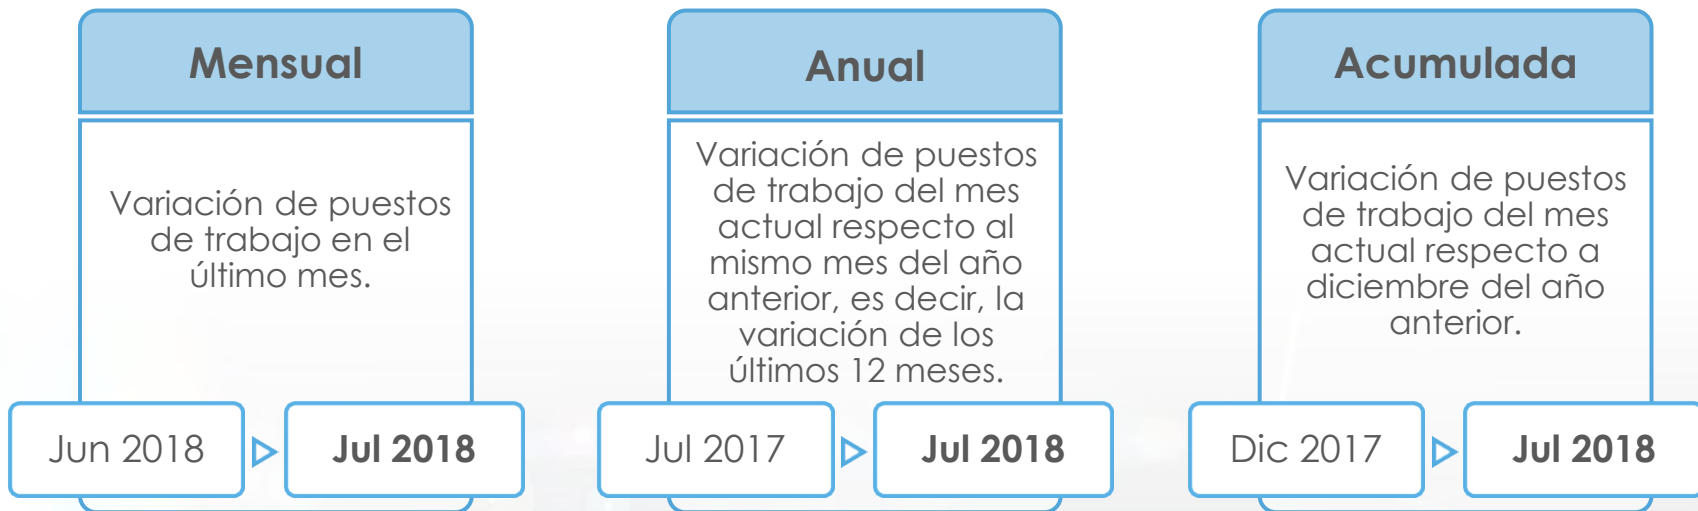 Mensual
Variación de puestos
de trabajo en el
último mes.
Jun 2018
Jul 2018
Anual
Variación de puestos
de trabajo del mes
actual respecto al
mismo mes del año
anterior, es decir, la
variación de los
últimos 12 meses.
Jul 2017
Jul 2018
Acumulada
Variación de puestos
de trabajo del mes
actual respecto a
diciembre del año
anterior.
Dic 2017
Jul 2018